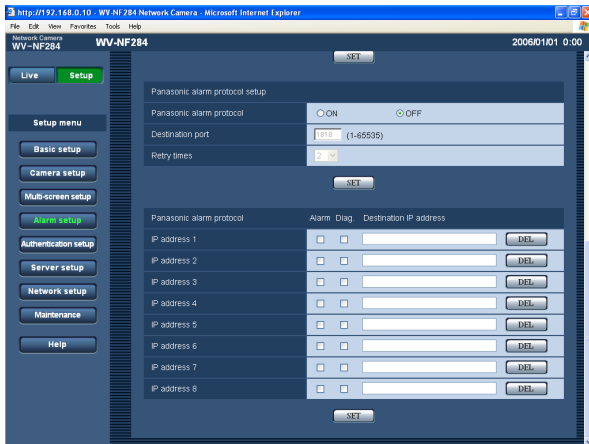 http://192.168.0.10 - WV-NF284 Network Camera - Microsoft Internet Explorer
File Edit View Favorites Tools Help
Network Camera
WV-NF284
WV-NF284
2006/01/01 0:00
SET
Live Setup
Panasonic alarm protocol setup
Panasonic alarm protocol ON OFF
Setup menu
Destination port 1818 (1-65535)
Basic setup
Retry times 2
Camera setup
SET
Multi-screen setup
Alarm setup
Panasonic alarm protocol Alarm Diag. Destination IP address
Authentication setup
IP address 1 DEL
IP address 2 DEL
Server setup
IP address 3 DEL
Network setup
IP address 4 DEL
Maintenance
IP address 5 DEL
Help
IP address 6 DEL
IP address 7 DEL
IP address 8 DEL
SET